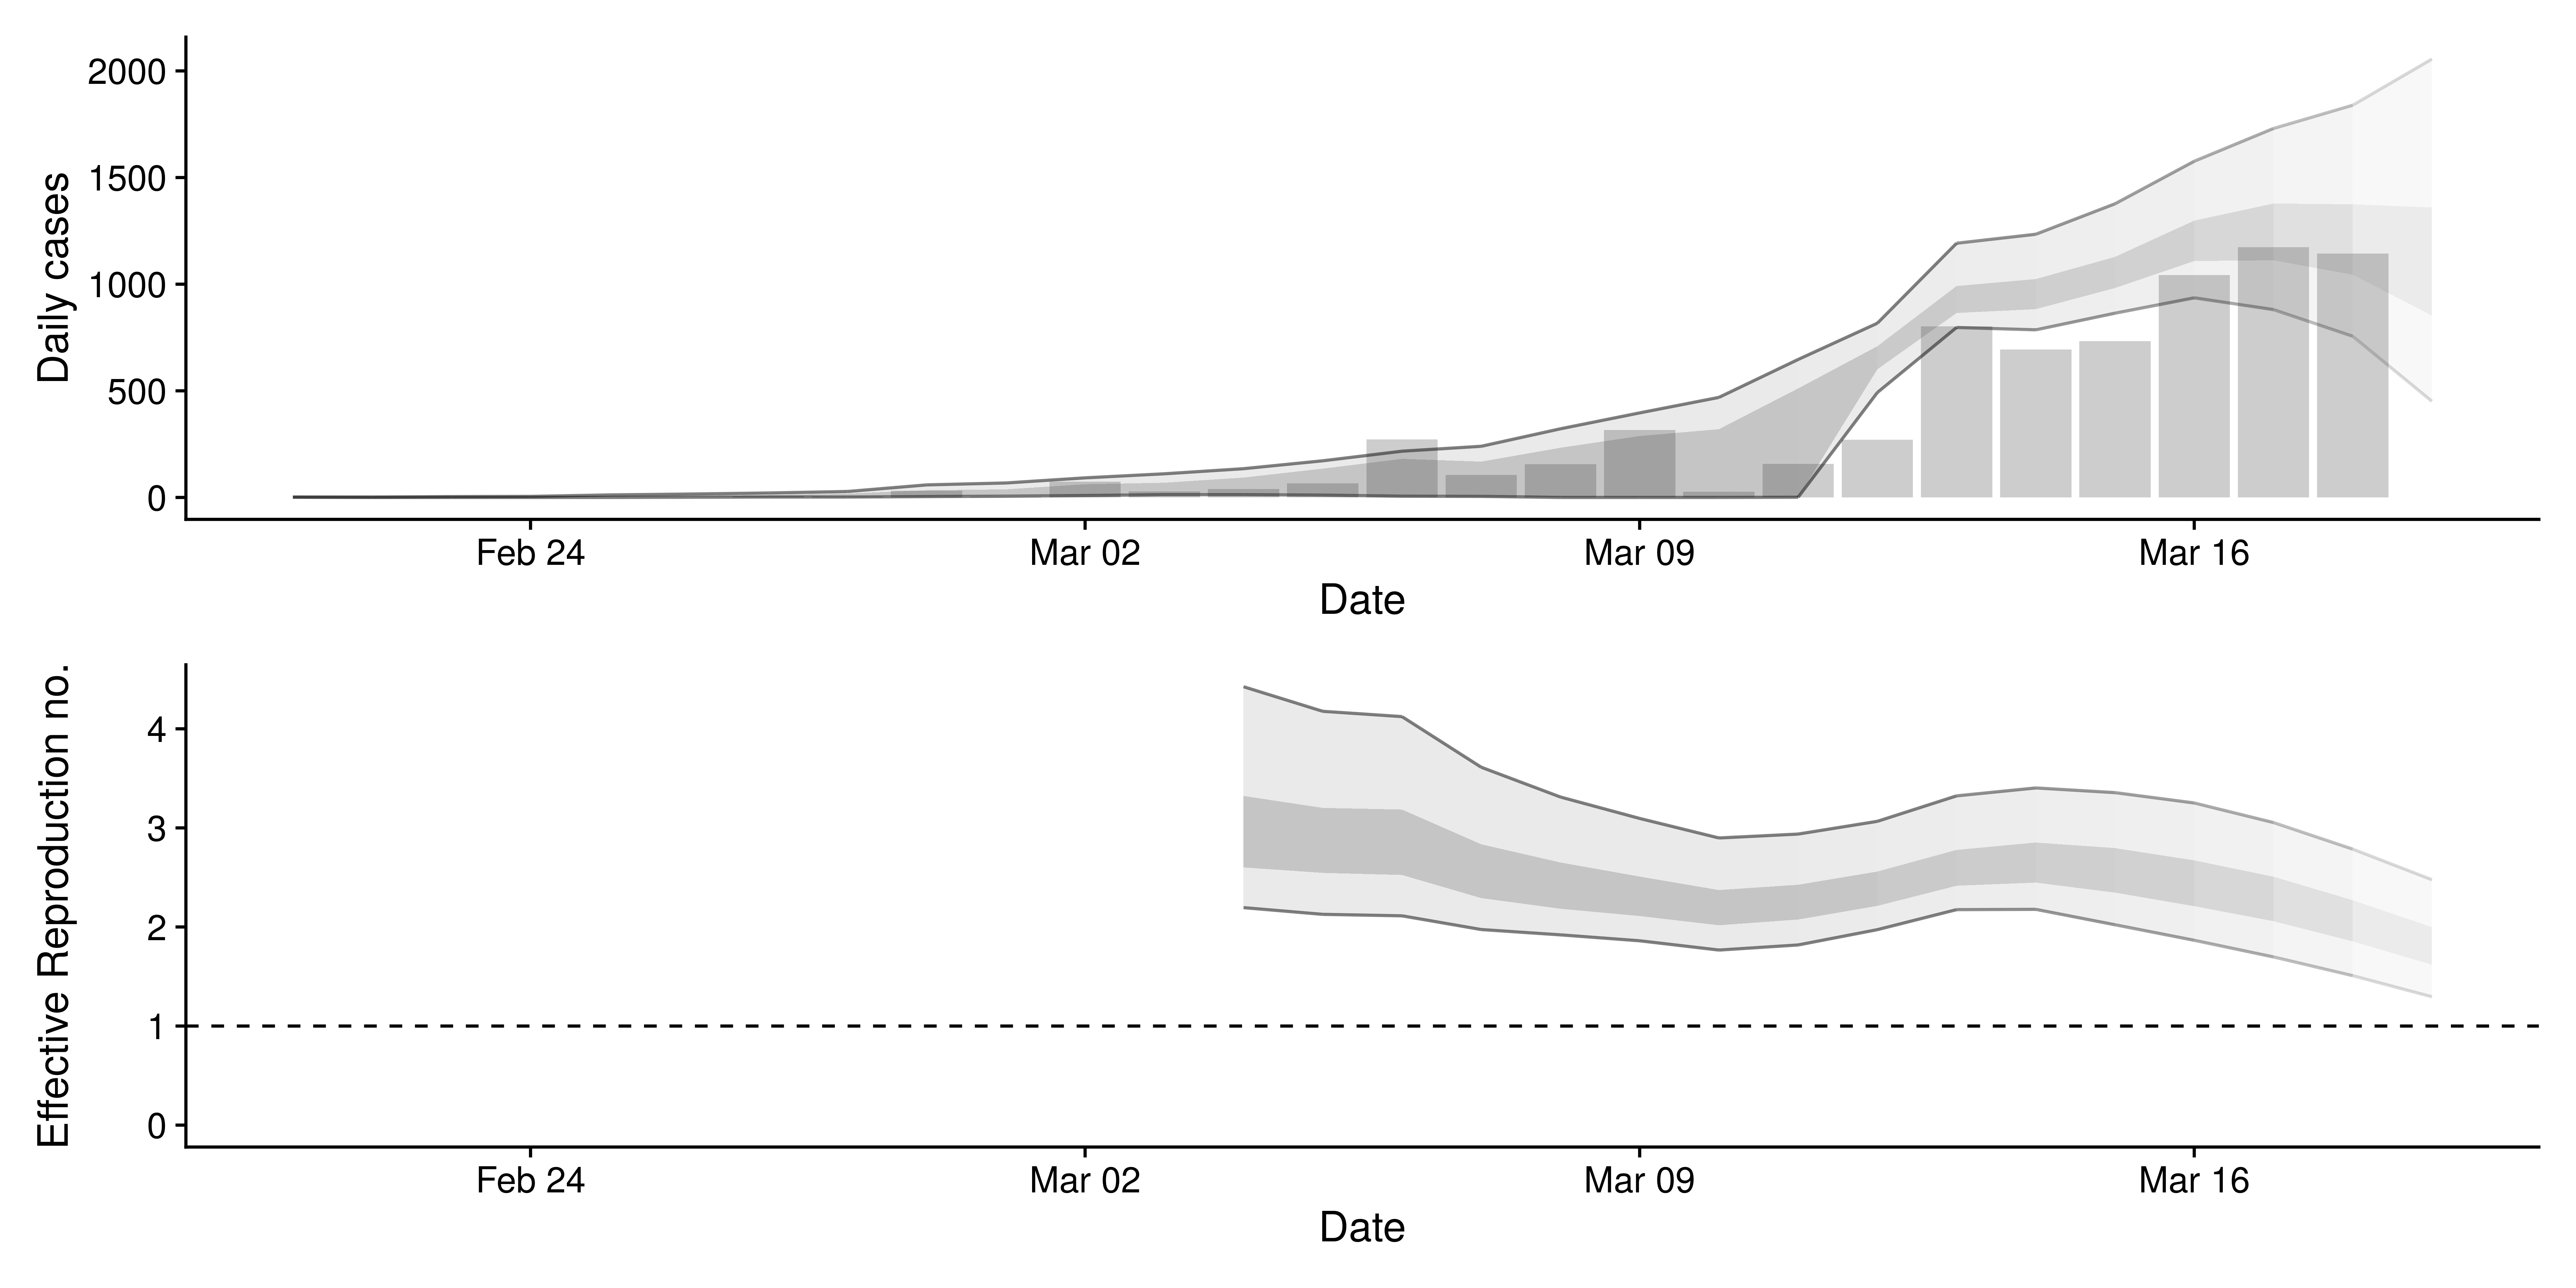 Daily cases
2000
1500
1000
500
0
Feb 24 Mar 02 Mar 09 Mar 16
Date
Effective Reproduction no.
4
3
2
1
0
Feb 24 Mar 02 Mar 09 Mar 16
Date